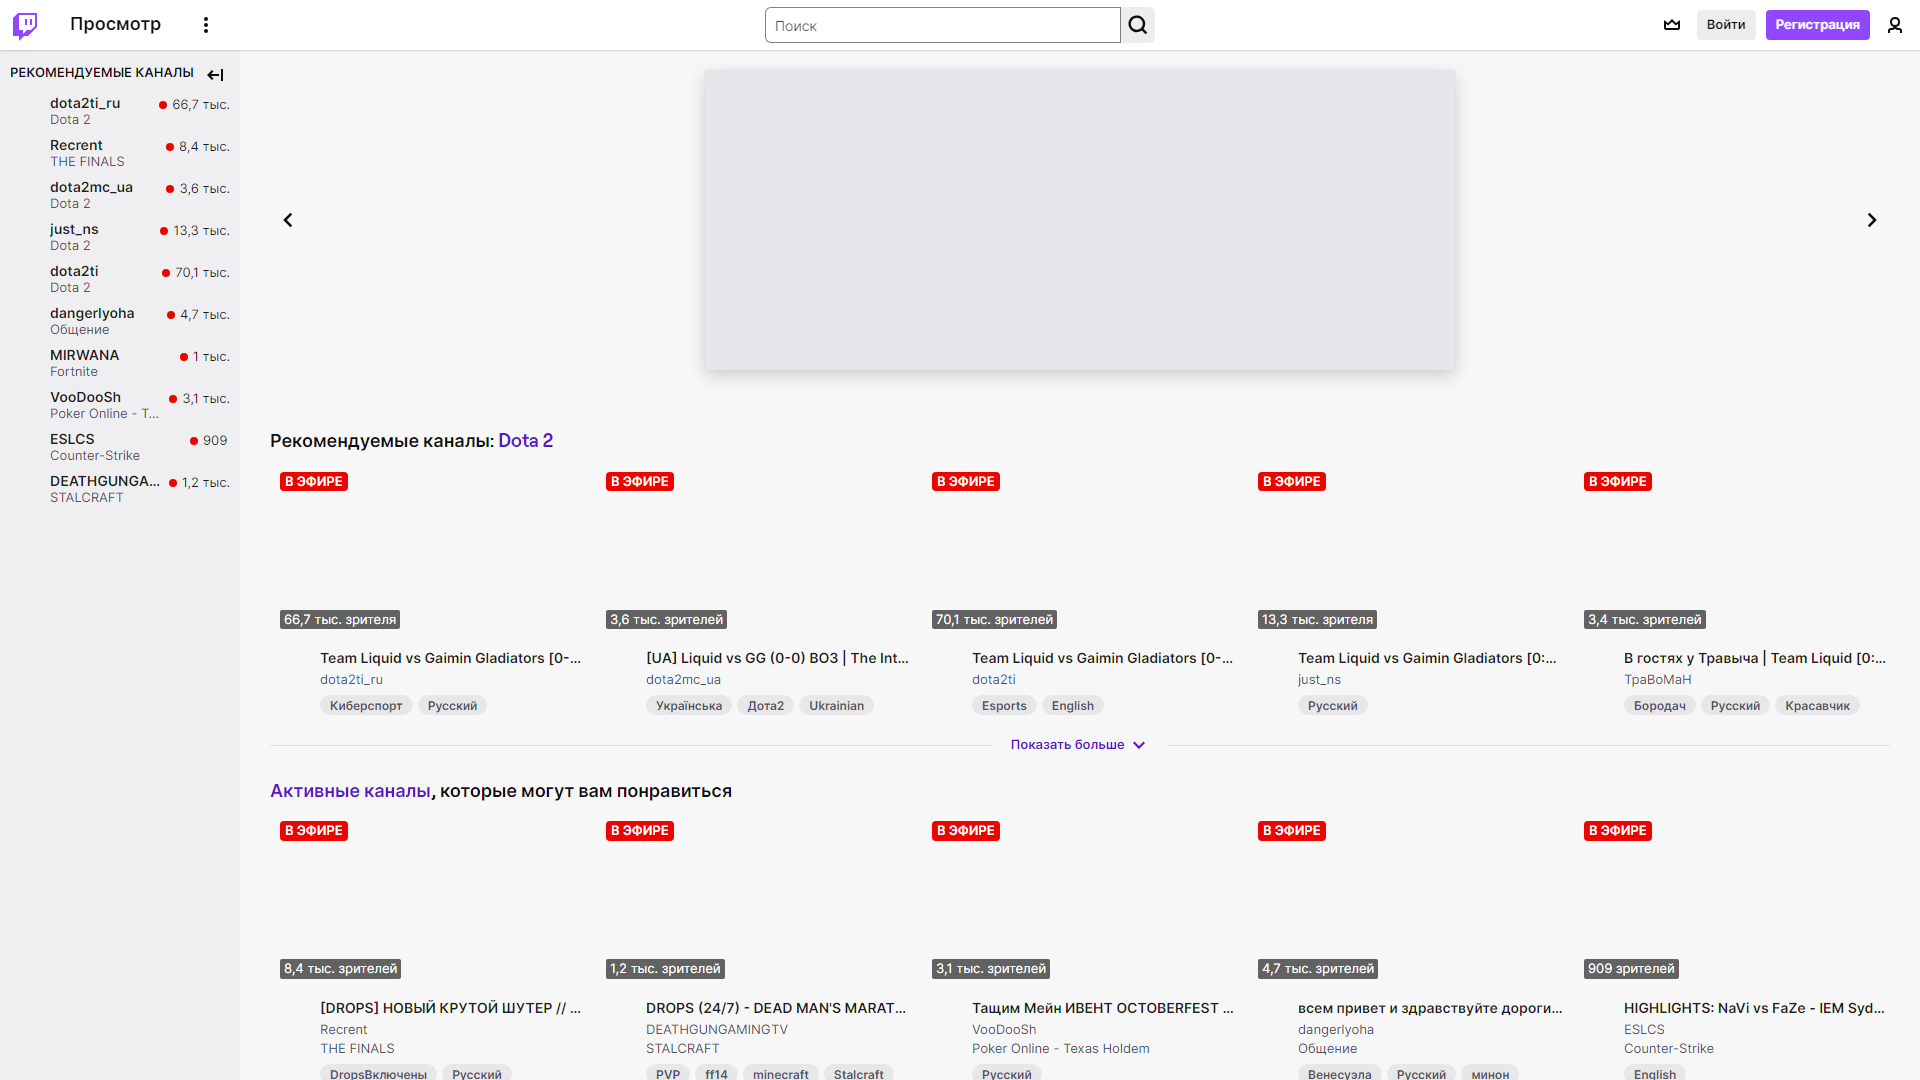 Просмотр
Поиск
Войти
Регистрация
РЕКОМЕНДУЕМЫЕ КАНАЛЫ
dota2ti_ru
66,7 тыс.
Dota 2
Recrent
8,4 тыс.
THE FINALS
dota2mc_ua
3,6 тыс.
Dota 2
just_ns
13,3 тыс.
Dota 2
dota2ti
70,1 тыс.
Dota 2
dangerlyoha
4,7 тыс.
Общение
MIRWANA
1 тыс.
Fortnite
VooDooSh
3,1 тыс.
Poker Online - T...
ESLCS
909
Counter-Strike
DEATHGUNGA...
1,2 тыс.
STALCRAFT
Рекомендуемые каналы: Dota 2
В ЭФИРЕ
66,7 тыс. зрителя
Team Liquid vs Gaimin Gladiators [0-...
dota2ti_ru
Киберспорт
Русский
В ЭФИРЕ
3,6 тыс. зрителей
[UA] Liquid vs GG (0-0) BO3 | The Int...
dota2mc_ua
Українська
Дота2
Ukrainian
В ЭФИРЕ
70,1 тыс. зрителей
Team Liquid vs Gaimin Gladiators [0-...
dota2ti
Esports
English
В ЭФИРЕ
13,3 тыс. зрителя
Team Liquid vs Gaimin Gladiators [0:...
just_ns
Русский
В ЭФИРЕ
3,4 тыс. зрителей
В гостях у Травыча | Team Liquid [0:...
TpaBoMaH
Бородач
Русский
Красавчик
Показать больше
Активные каналы, которые могут вам понравиться
В ЭФИРЕ
8,4 тыс. зрителей
[DROPS] НОВЫЙ КРУТОЙ ШУТЕР // ...
Recrent
THE FINALS
DropsВключены
Русский
В ЭФИРЕ
1,2 тыс. зрителей
DROPS (24/7) - DEAD MAN'S MARAT...
DEATHGUNGAMINGTV
STALCRAFT
PVP
ff14
minecraft
Stalcraft
В ЭФИРЕ
3,1 тыс. зрителей
Тащим Мейн ИВЕНТ OCTOBERFEST ...
VooDooSh
Poker Online - Texas Holdem
Русский
В ЭФИРЕ
4,7 тыс. зрителей
всем привет и здравствуйте дороги...
dangerlyoha
Общение
Венесуэла
Русский
минон
В ЭФИРЕ
909 зрителей
HIGHLIGHTS: NaVi vs FaZe - IEM Syd...
ESLCS
Counter-Strike
English